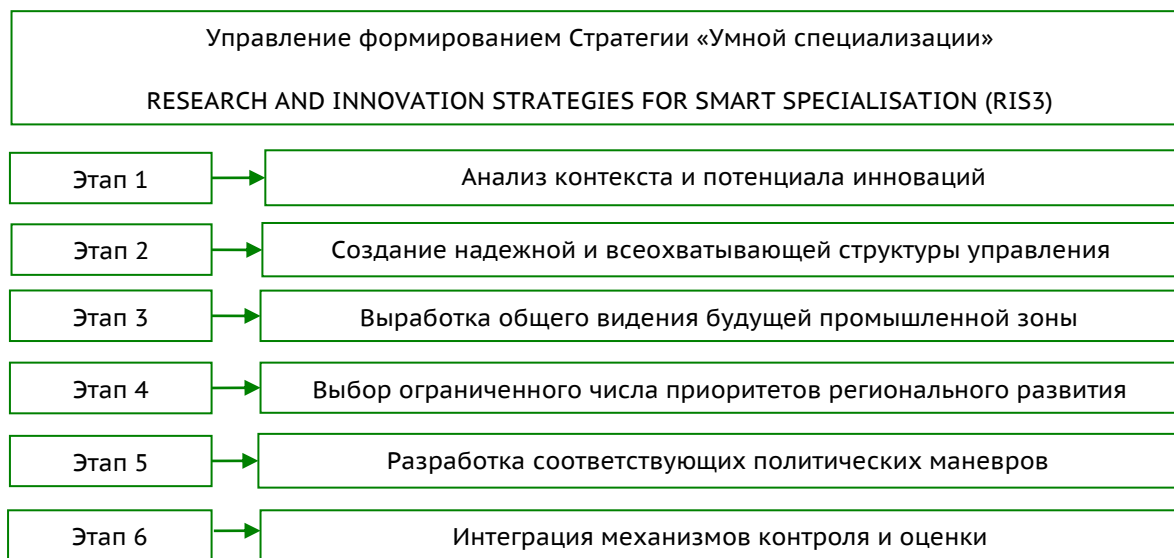 Управление формированием Стратегии «Умной специализации»
RESEARCH AND INNOVATION STRATEGIES FOR SMART SPECIALISATION (RIS3)
Этап 1
Анализ контекста и потенциала инноваций
Этап 2
Создание надежной и всеохватывающей структуры управления
Этап 3
Выработка общего видения будущей промышленной зоны
Этап 4
Выбор ограниченного числа приоритетов регионального развития
Этап 5
Разработка соответствующих политических маневров
Этап 6
Интеграция механизмов контроля и оценки